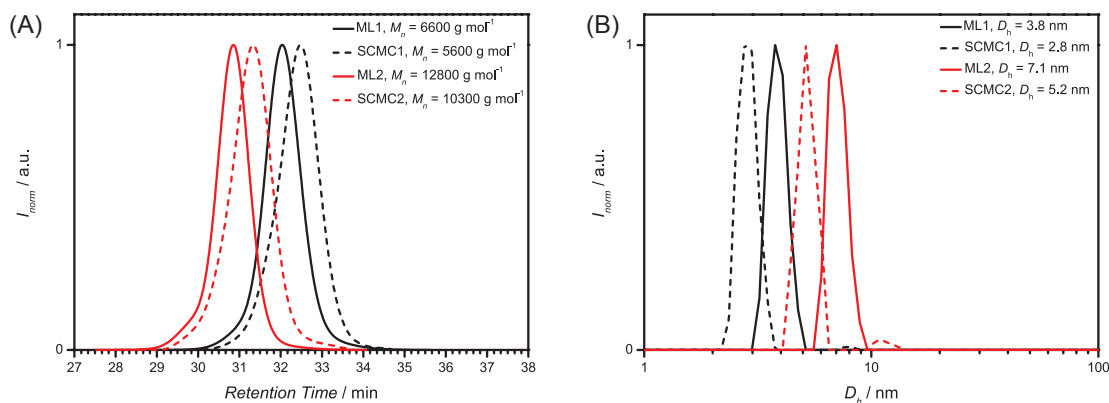 (A)
ML1, Mn = 6600 g mol⁻¹
SCMC1, Mn = 5600 g mol⁻¹
ML2, Mn = 12800 g mol⁻¹
SCMC2, Mn = 10300 g mol⁻¹
1
Inorm / a.u.
0
27 28 29 30 31 32 33 34 35 36 37 38
Retention Time / min
(B)
ML1, Dh = 3.8 nm
SCMC1, Dh = 2,8 nm
ML2, Dh = 7.1 nm
SCMC2, Dh = 5.2 nm
1
Inorm / a.u.
0
1 10 100
Dh / nm